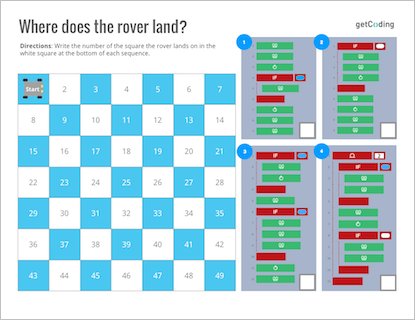 Where does the rover land?
getCoding
Directions: Write the number of the square the rover lands on in the
white square at the bottom of each sequence.
Start 2 3 4 5 6 7
8 9 10 11 12 13 14
15 16 17 18 19 20 21
22 23 24 25 26 27 28
29 30 31 32 33 34 35
36 37 38 39 40 41 42
43 44 45 46 47 48 49
1
IF
2
IF
IF
3
IF
IF
4
IF
IF